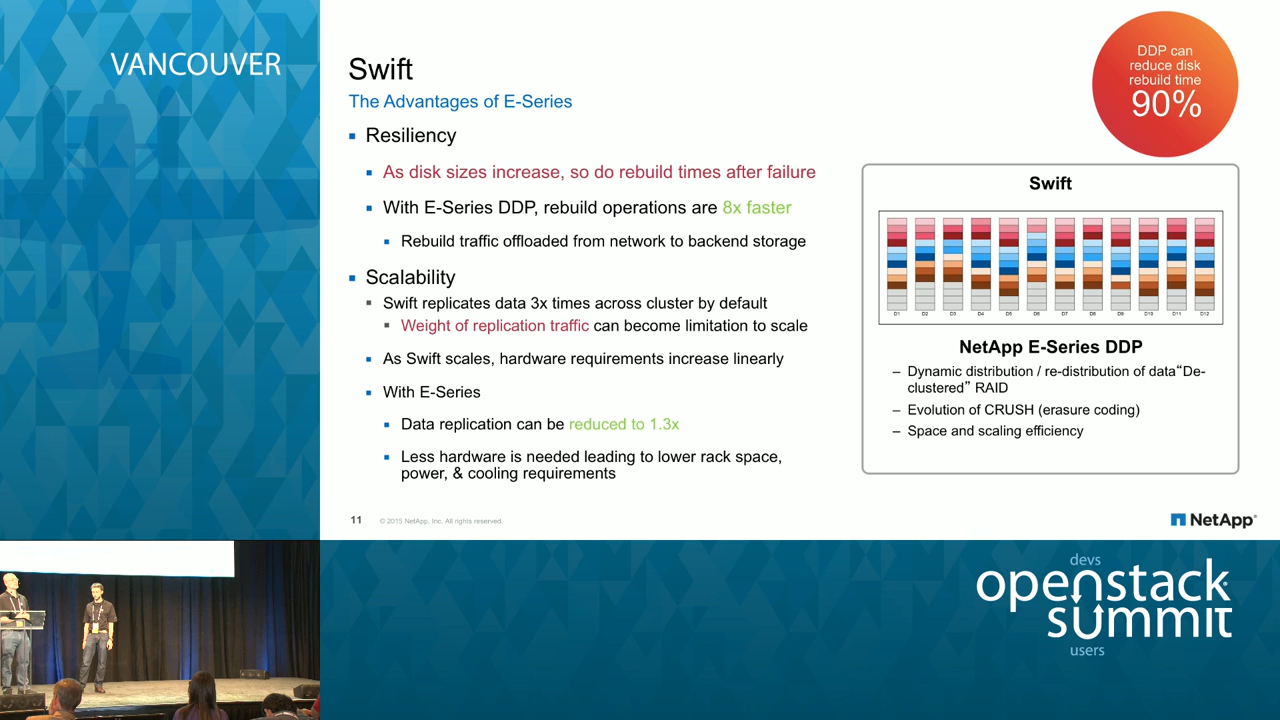 VANCOUVER
Swift
The Advantages of E-Series
Resiliency
As disk sizes increase, so do rebuild times after failure
With E-Series DDP, rebuild operations are 8x faster
Rebuild traffic offloaded from network to backend storage
Scalability
Swift replicates data 3x times across cluster by default
Weight of replication traffic can become limitation to scale
As Swift scales, hardware requirements increase linearly
With E-Series
Data replication can be reduced to 1.3x
Less hardware is needed leading to lower rack space,
power, & cooling requirements
DDP can
reduce disk
rebuild time
90%
Swift
D1 D2 D3 D4 D5 D6 D7 D8 D9 D10 D11 D12
NetApp E-Series DDP
– Dynamic distribution / re-distribution of data“De-
clustered” RAID
– Evolution of CRUSH (erasure coding)
– Space and scaling efficiency
11 © 2015 NetApp, Inc. All rights reserved.
NetApp
devs
openstack
summit
users